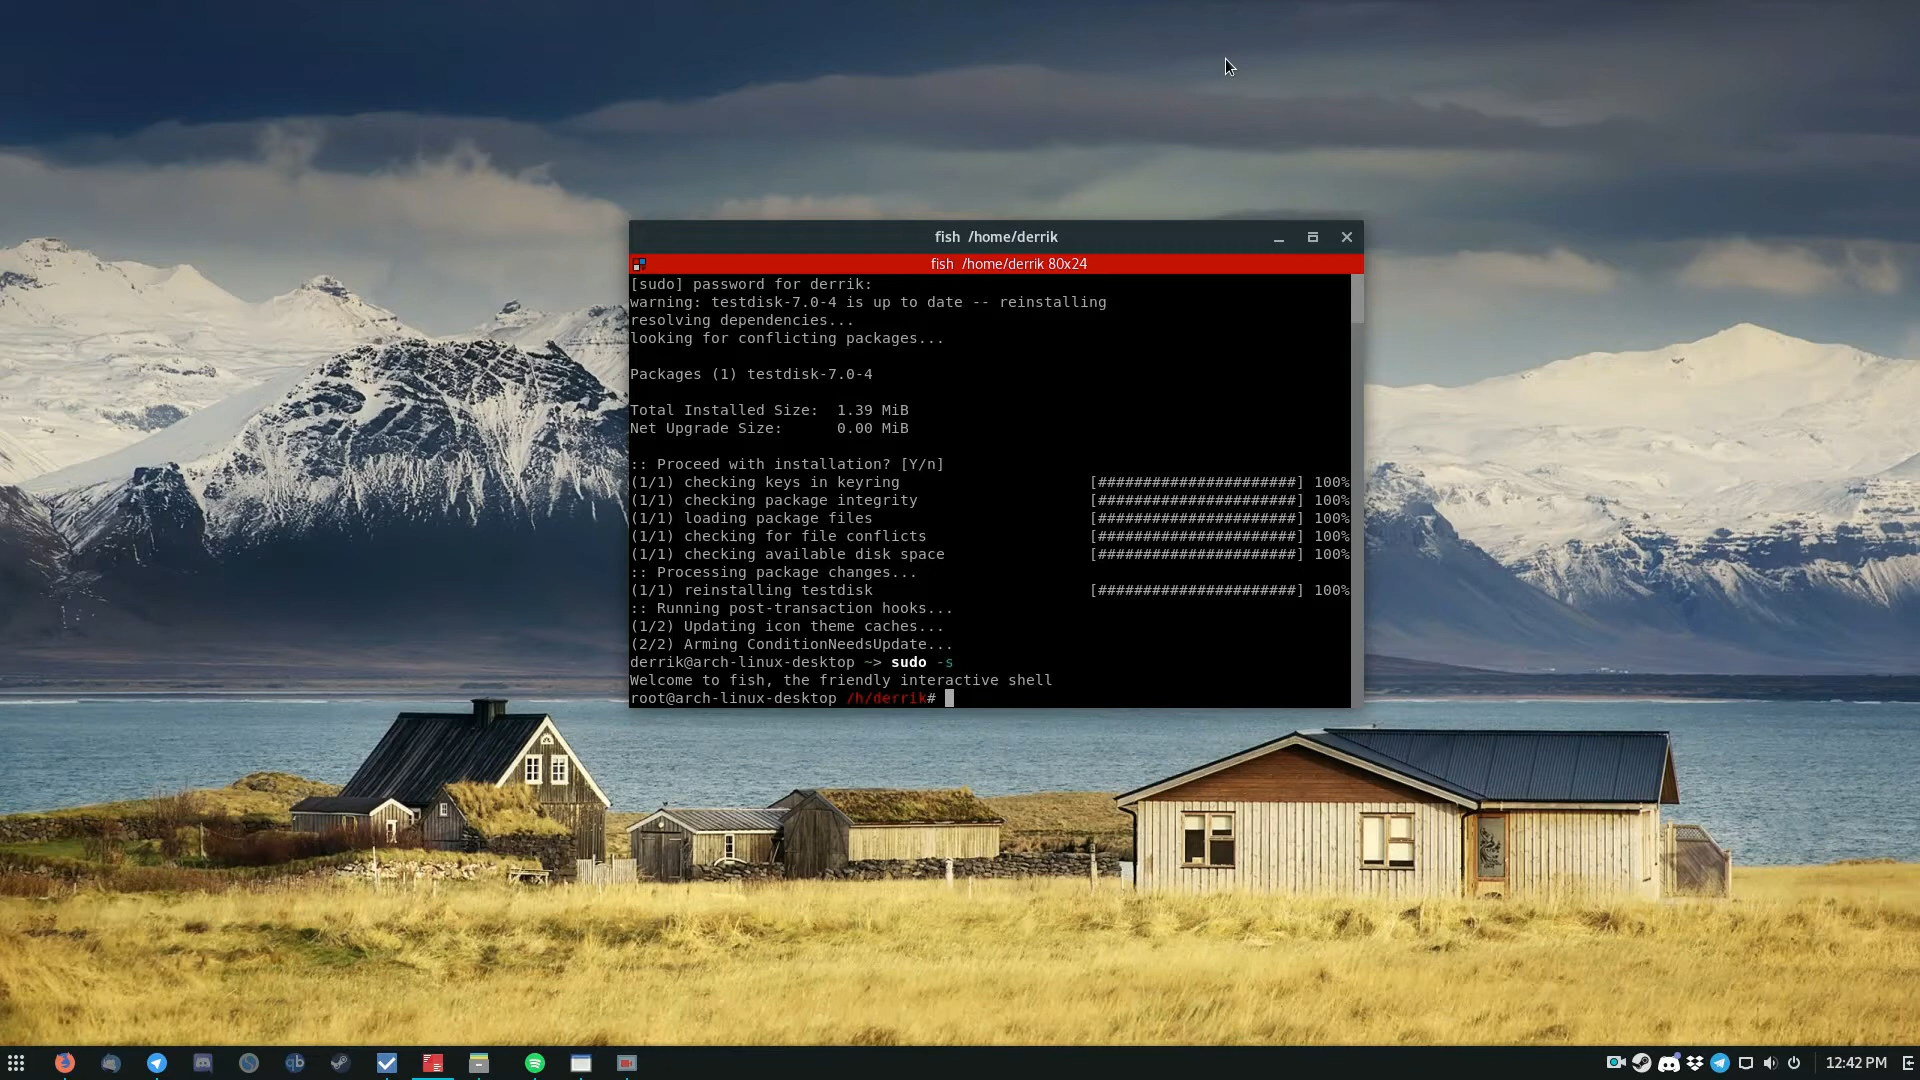 fish  /home/derrik
fish  /home/derrik 80x24
[sudo] password for derrik:
warning: testdisk-7.0-4 is up to date -- reinstalling
resolving dependencies...
looking for conflicting packages...
Packages (1) testdisk-7.0-4
Total Installed Size:  1.39 MiB
Net Upgrade Size:      0.00 MiB
:: Proceed with installation? [Y/n]
(1/1) checking keys in keyring                     [######################] 100%
(1/1) checking package integrity                   [######################] 100%
(1/1) loading package files                        [######################] 100%
(1/1) checking for file conflicts                  [######################] 100%
(1/1) checking available disk space                [######################] 100%
:: Processing package changes...
(1/1) reinstalling testdisk                        [######################] 100%
:: Running post-transaction hooks...
(1/2) Updating icon theme caches...
(2/2) Arming ConditionNeedsUpdate...
derrik@arch-linux-desktop ~> sudo -s
Welcome to fish, the friendly interactive shell
root@arch-linux-desktop /h/derrik#
qb
12:42 PM